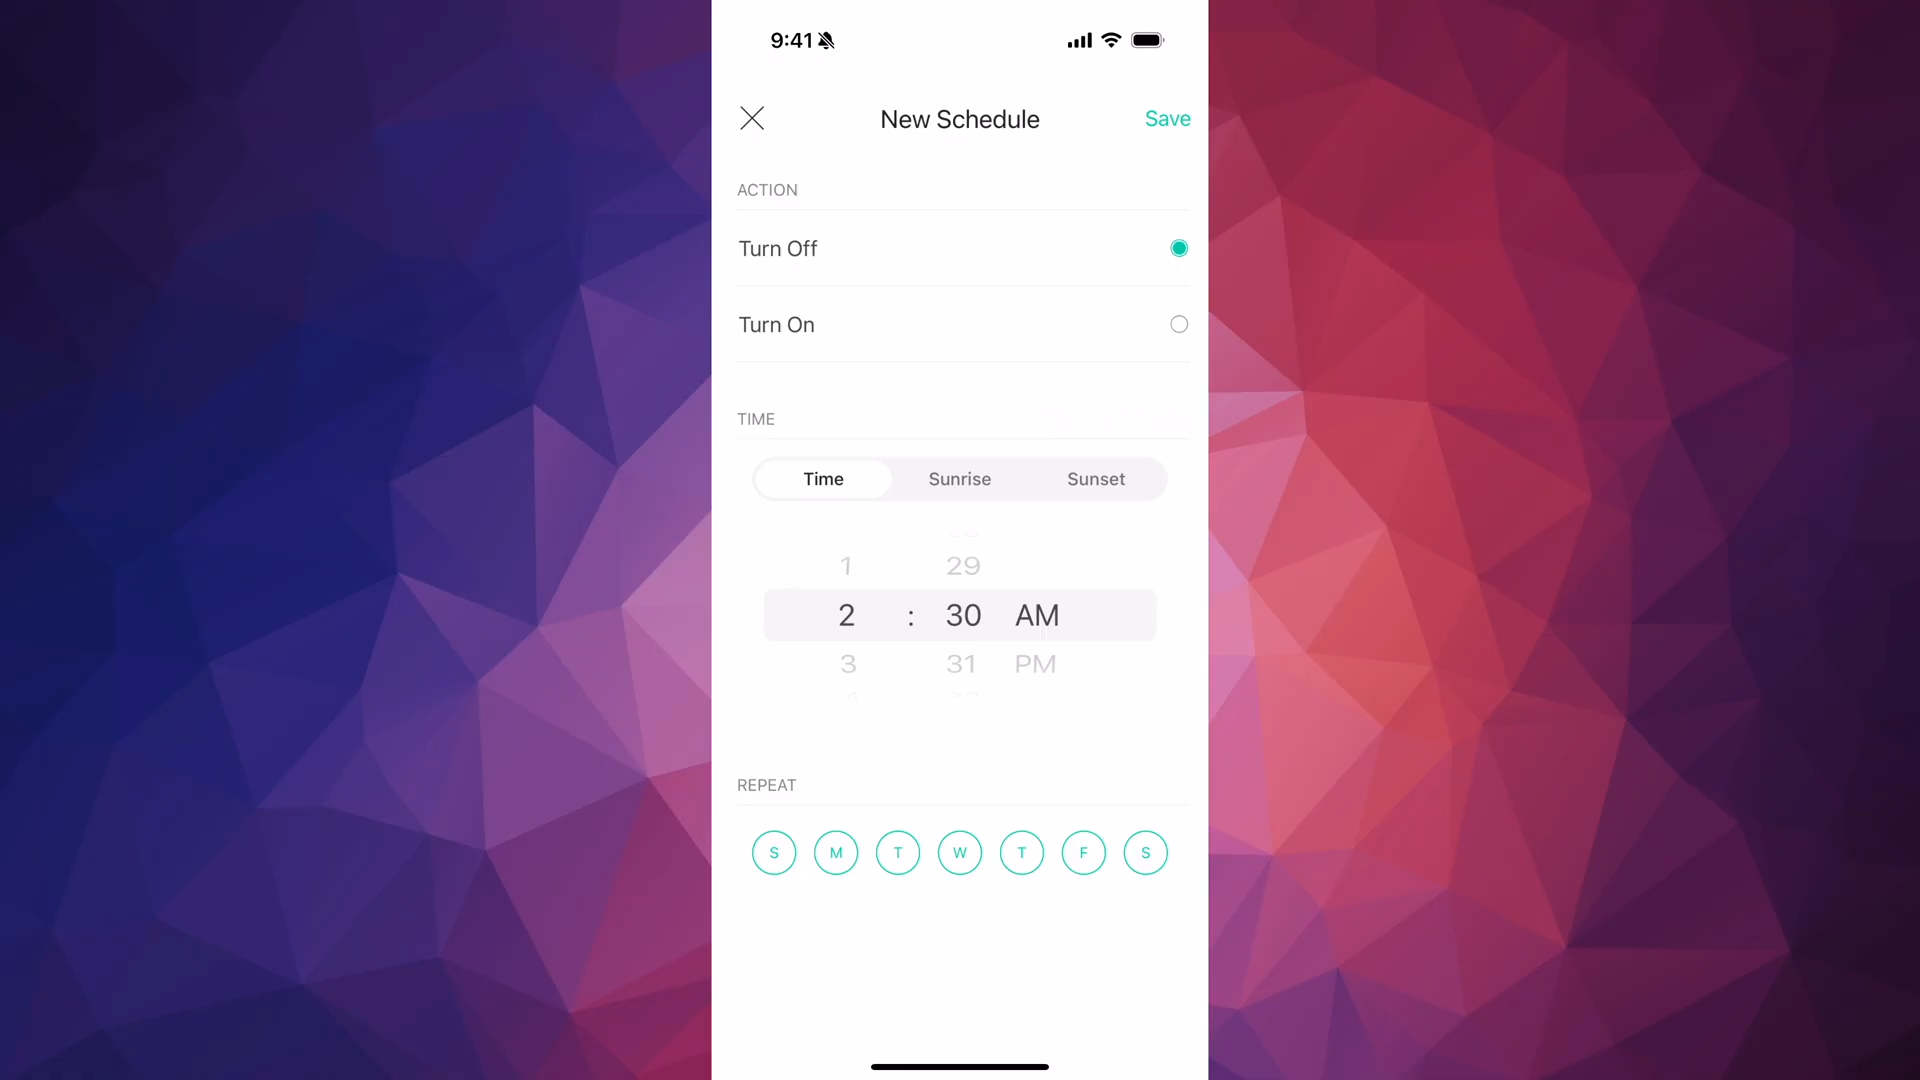 9:41
New Schedule
Save
ACTION
Turn Off
Turn On
TIME
Time Sunrise Sunset
1 29
2 : 30 AM
3 31 PM
REPEAT
S M T W T F S